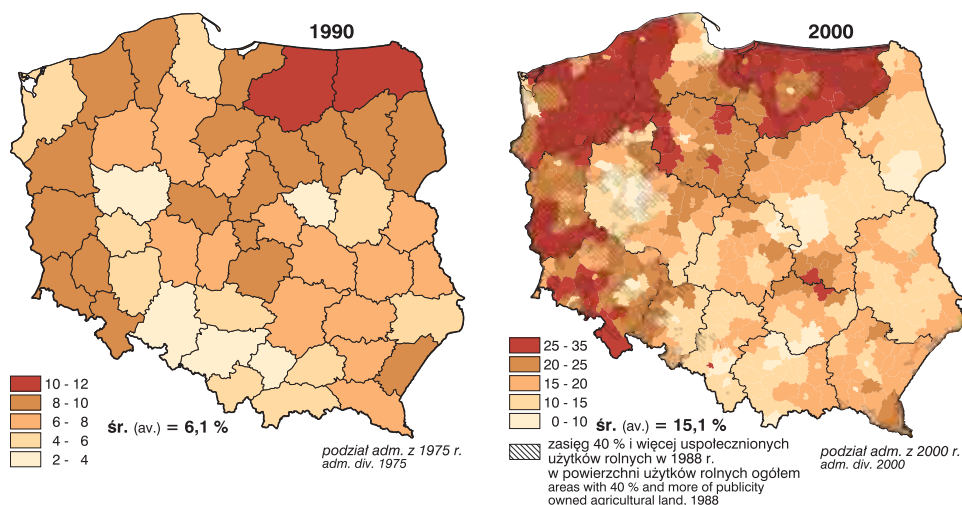 1990
10 - 12
8 - 10
6 - 8
4 - 6
2 - 4
śr. (av.) = 6,1 %
podział adm. z 1975 r.
adm. div. 1975
2000
25 - 35
20 - 25
15 - 20
10 - 15
0 - 10
śr. (av.) = 15,1 %
zasięg 40 % i więcej uspołecznionych
użytków rolnych w 1988 r.
w powierzchni użytków rolnych ogółem
areas with 40 % and more of publicity
owned agricultural land, 1988
podział adm. z 2000 r.
adm. div. 2000